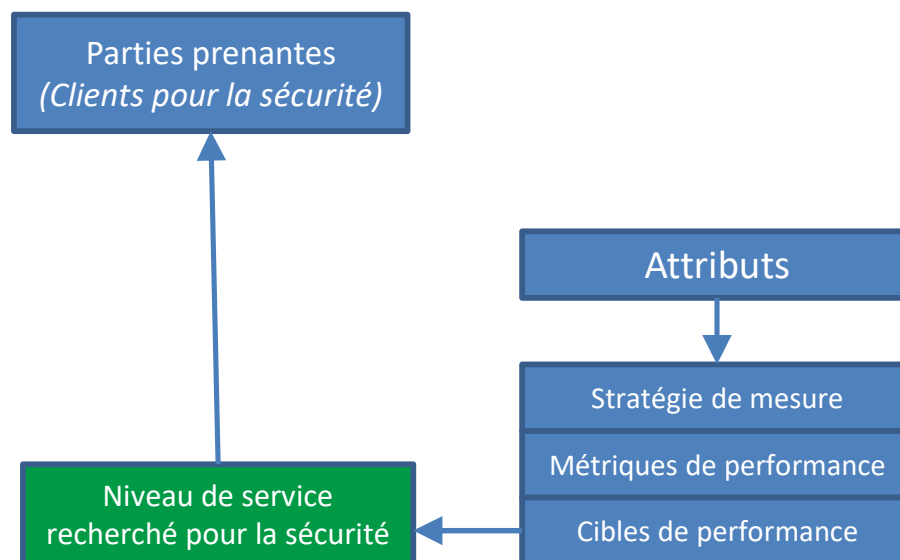 Parties prenantes
(Clients pour la sécurité)
Attributs
Stratégie de mesure
Métriques de performance
Niveau de service
recherché pour la sécurité
Cibles de performance